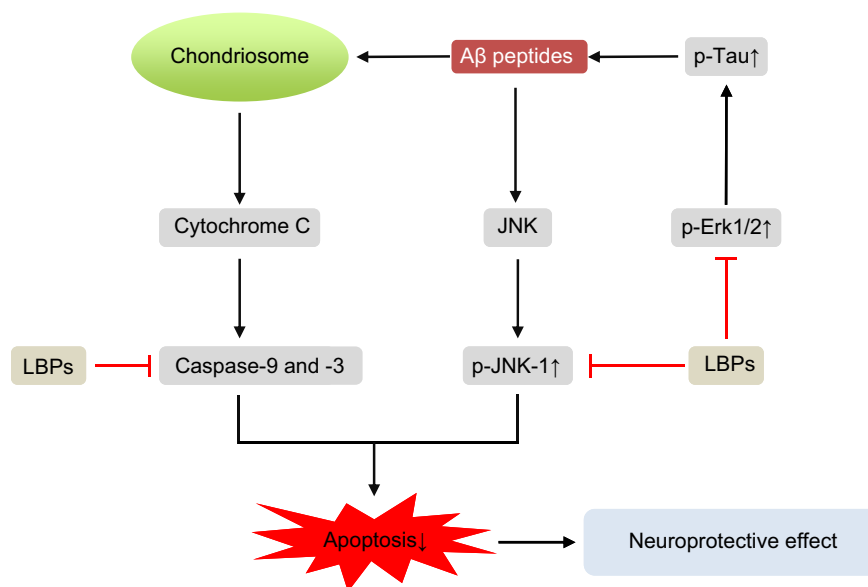 Chondriosome
Aβ peptides
p-Tau↑
Cytochrome C
JNK
p-Erk1/2↑
LBPs
Caspase-9 and -3
p-JNK-1↑
LBPs
Apoptosis↓
Neuroprotective effect